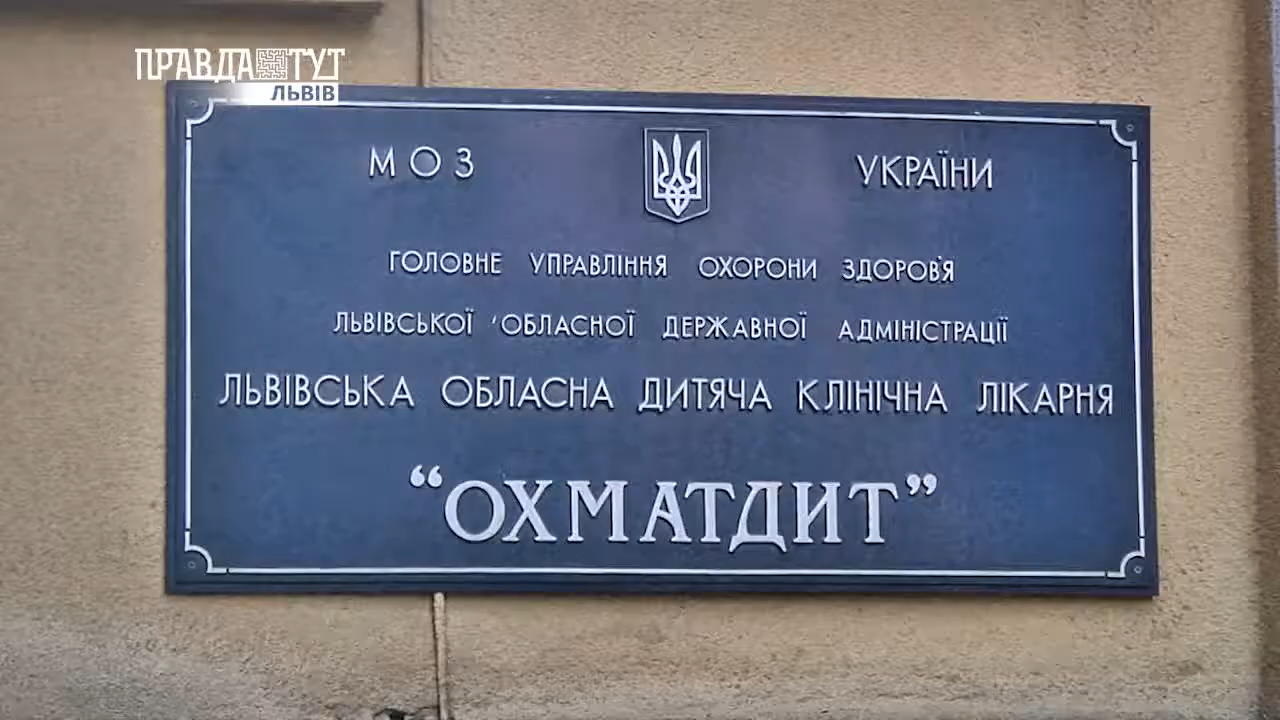 ПРАВДА ТУТ
ЛЬВІВ
МОЗ УКРАЇНИ
ГОЛОВНЕ УПРАВЛІННЯ ОХОРОНИ ЗДОРОВ'Я
ЛЬВІВСЬКОЇ 'ОБЛАСНОЇ ДЕРЖАВНОЇ АДМІНІСТРАЦІЇ
ЛЬВІВСЬКА ОБЛАСНА ДИТЯЧА КЛІНІЧНА ЛІКАРНЯ
“ОХМАТДИТ”